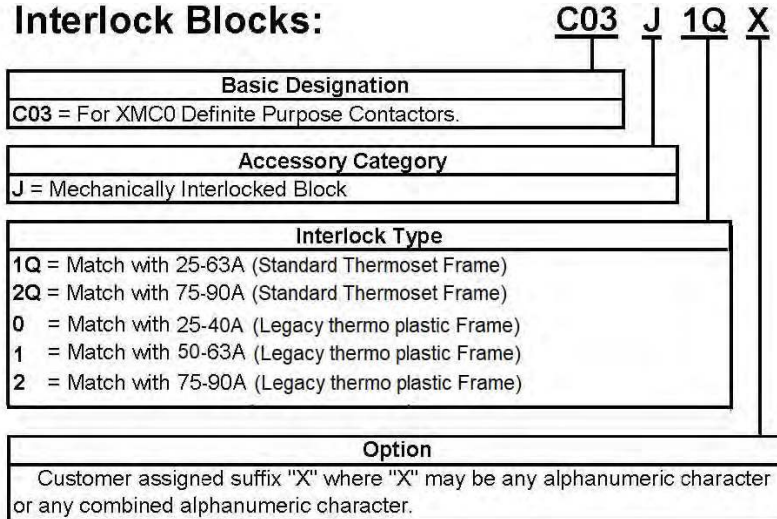 Interlock Blocks: C03 J 1Q X
Basic Designation
C03 = For XMC0 Definite Purpose Contactors.
Accessory Category
J = Mechanically Interlocked Block
Interlock Type
1Q = Match with 25-63A (Standard Thermoset Frame)
2Q = Match with 75-90A (Standard Thermoset Frame)
0 = Match with 25-40A (Legacy thermo plastic Frame)
1 = Match with 50-63A (Legacy thermo plastic Frame)
2 = Match with 75-90A (Legacy thermo plastic Frame)
Option
Customer assigned suffix "X" where "X" may be any alphanumeric character
or any combined alphanumeric character.